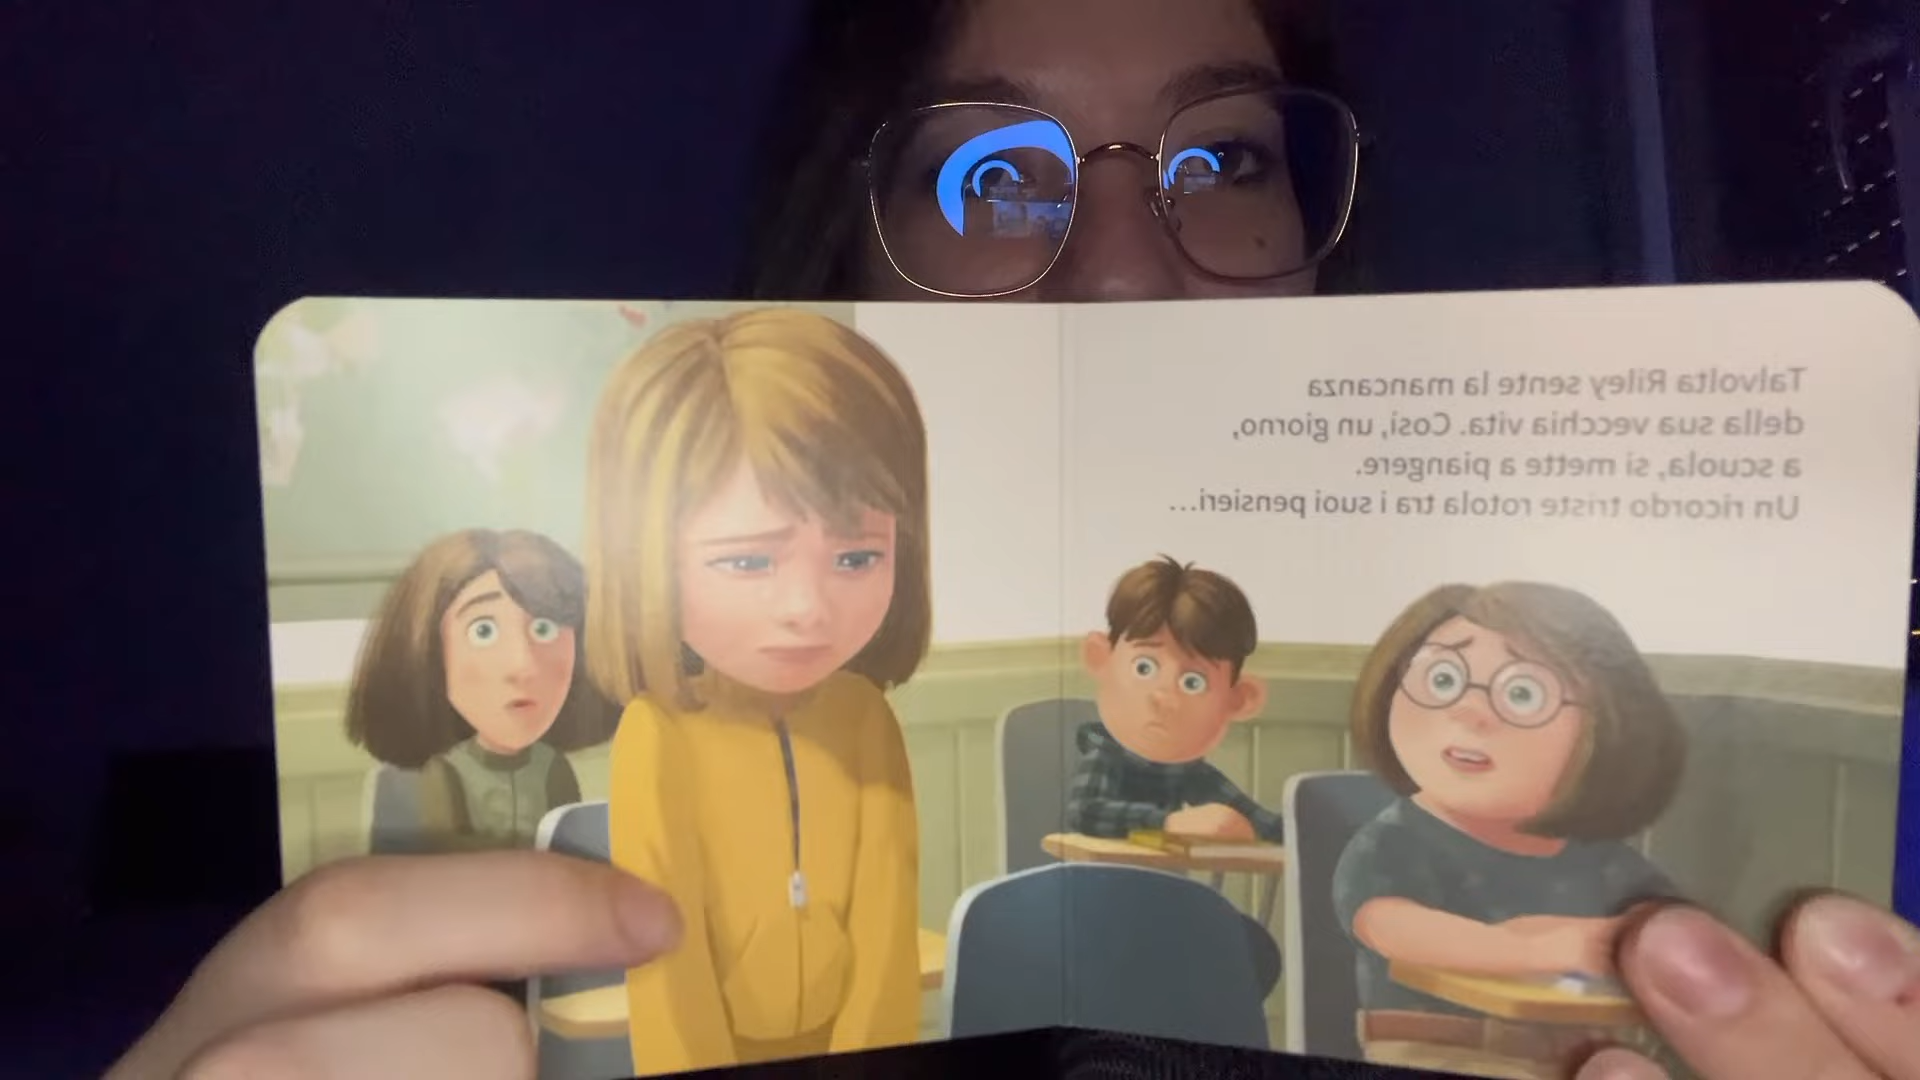 Talvolta Riley sente la mancanza
della sua vecchia vita. Così, un giorno,
a scuola, si mette a piangere.
Un ricordo triste rotola tra i suoi pensieri...